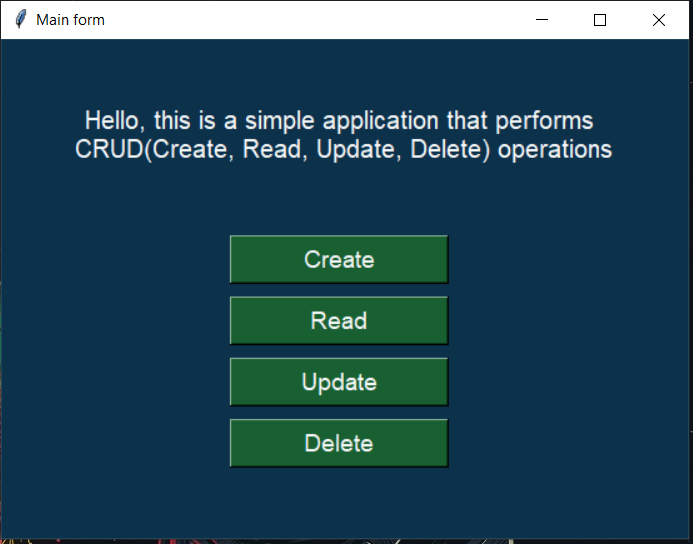 Main form
Hello, this is a simple application that performs
CRUD(Create, Read, Update, Delete) operations
Create
Read
Update
Delete